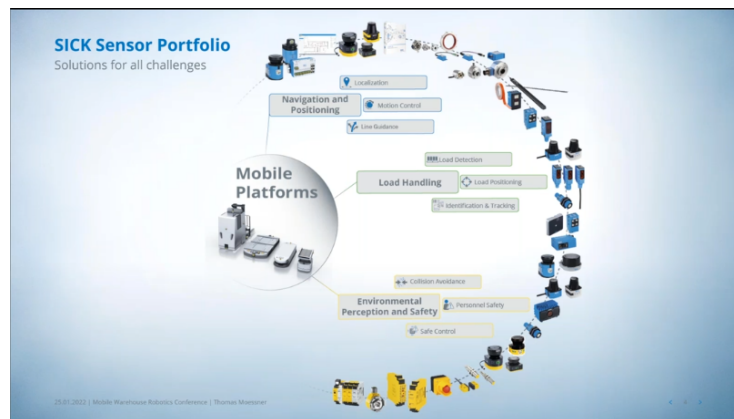 SICK Sensor Portfolio
Solutions for all challenges
Localization
Navigation and
Positioning
Motion Control
Line Guidance
Mobile
Platforms
Load Detection
Load Handling
Load Positioning
Identification & Tracking
Collision Avoidance
Environmental
Perception and Safety
Personnel Safety
Safe Control
25.01.2022 | Mobile Warehouse Robotics Conference | Thomas Maessner